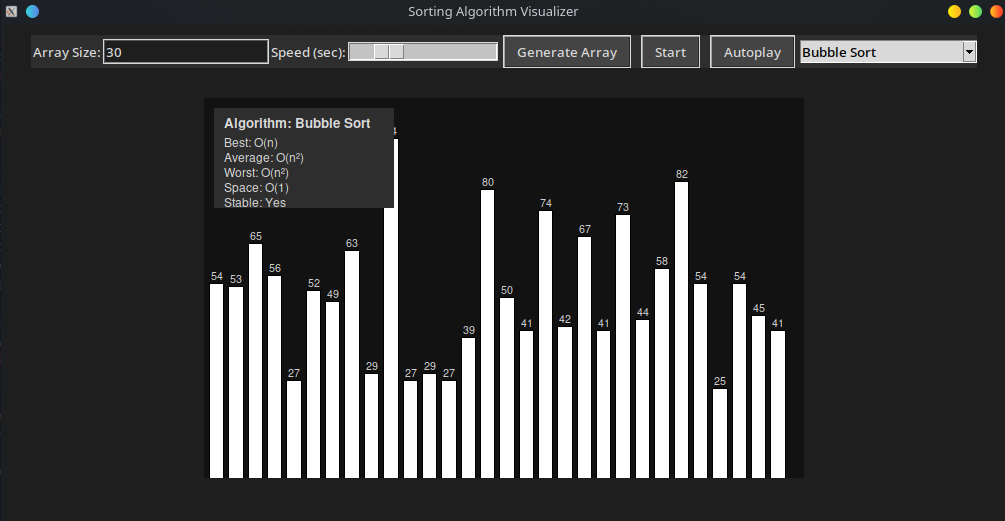 Sorting Algorithm Visualizer
Array Size: 30 Speed (sec): Generate Array Start Autoplay Bubble Sort
Algorithm: Bubble Sort
Best: O(n)
Average: O(n²)
Worst: O(n²)
Space: O(1)
Stable: Yes
54 53 65 56 27 52 49 63 29 27 29 27 39 80 50 41 74 42 67 41 73 44 58 82 54 25 54 45 41